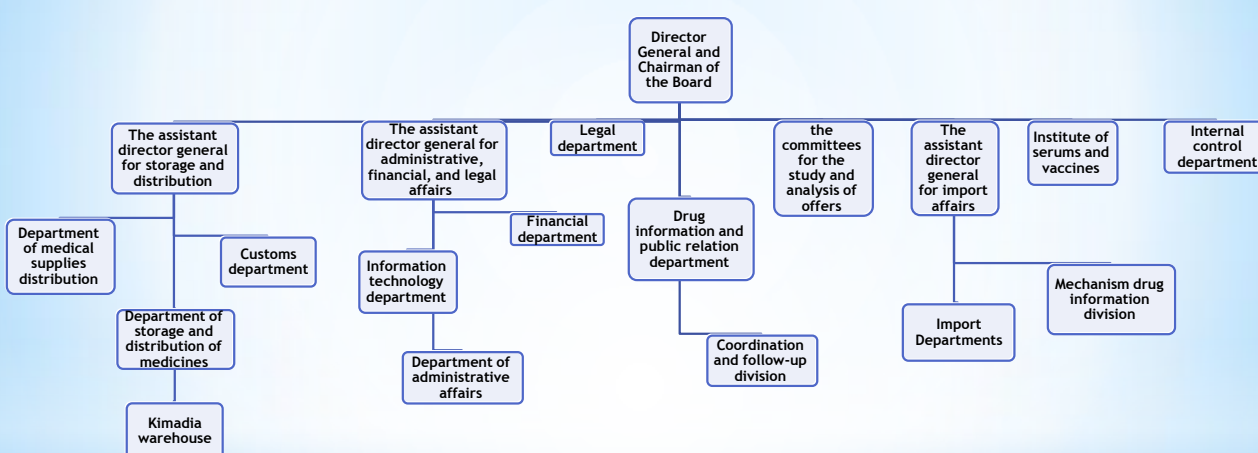 Director
General and
Chairman of
the Board
The assistant
director general
for storage and
distribution
The assistant
director general for
administrative,
financial, and legal
affairs
Legal
department
the
committees
for the
study and
analysis of
offers
The
assistant
director
general
for import
affairs
Institute of
serums and
vaccines
Internal
control
department
Department
of medical
supplies
distribution
Customs
department
Department of
storage and
distribution of
medicines
Kimadia
warehouse
Financial
department
Information
technology
department
Department of
administrative
affairs
Drug
information and
public relation
department
Coordination
and follow-up
division
Mechanism drug
information
division
Import
Departments